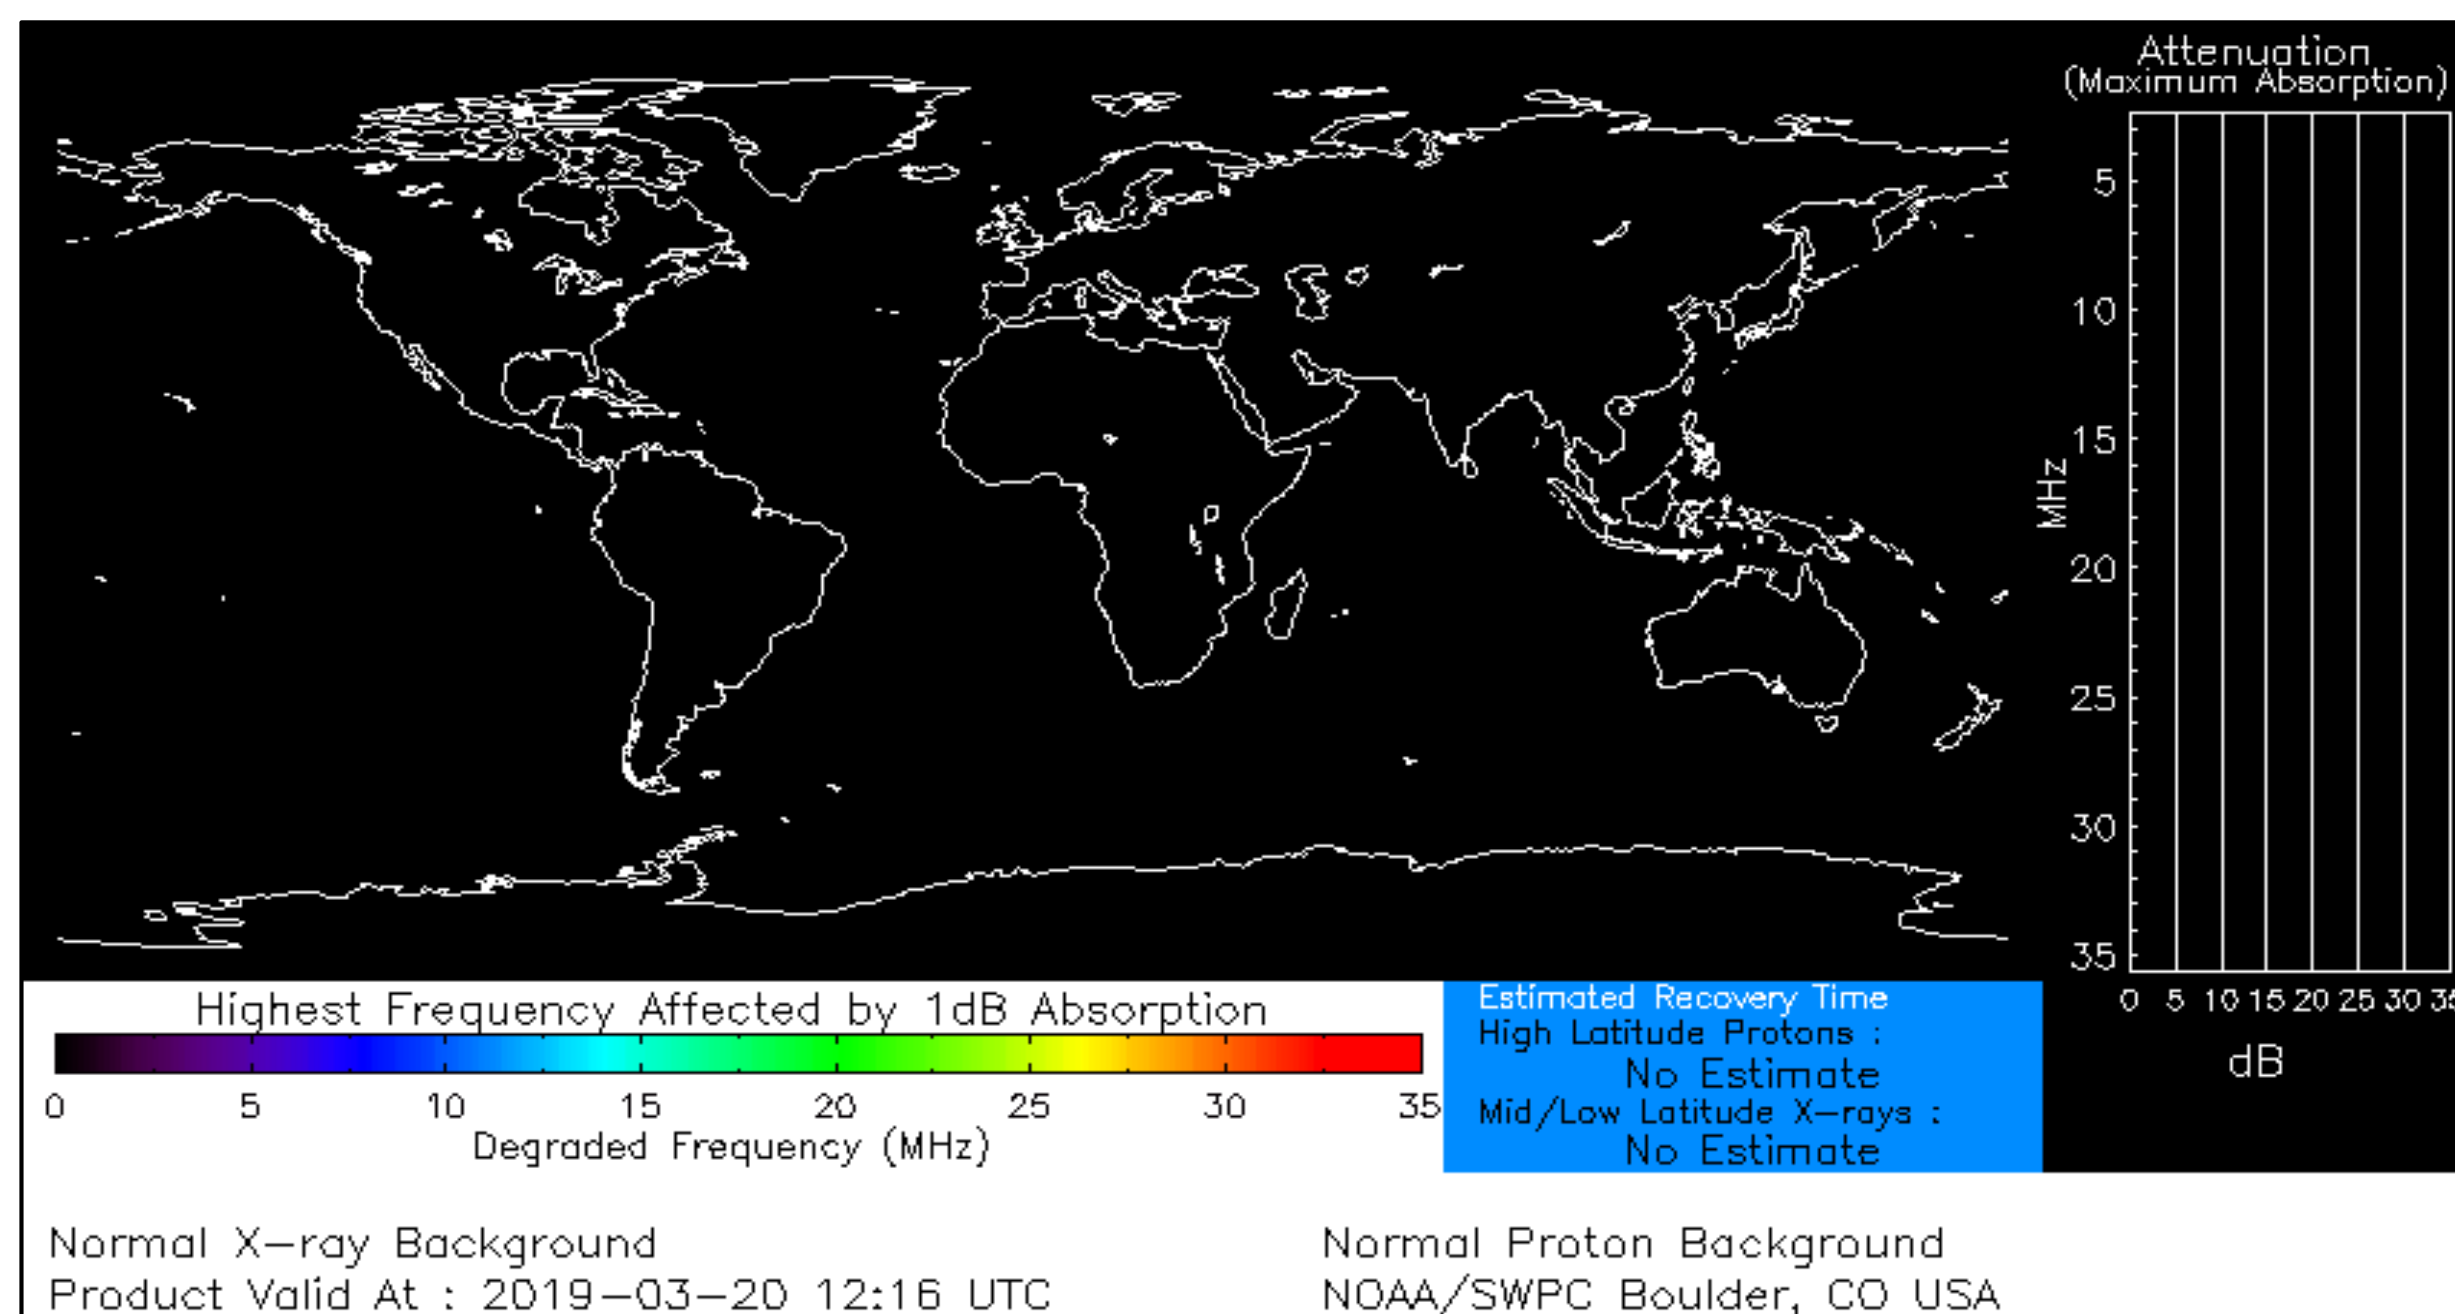 Attenuation
(Maximum Absorption)
5
10
15
20
25
30
35
MHz
0 5 10 15 20 25 30 35
dB
Highest Frequency Affected by 1dB Absorption
0 5 10 15 20 25 30 35
Degraded Frequency (MHz)
Estimated Recovery Time
High Latitude Protons :
No Estimate
Mid/Low Latitude X-rays :
No Estimate
Normal X-ray Background
Normal Proton Background
Product Valid At : 2019-03-20 12:16 UTC
NOAA/SWPC Boulder, CO USA